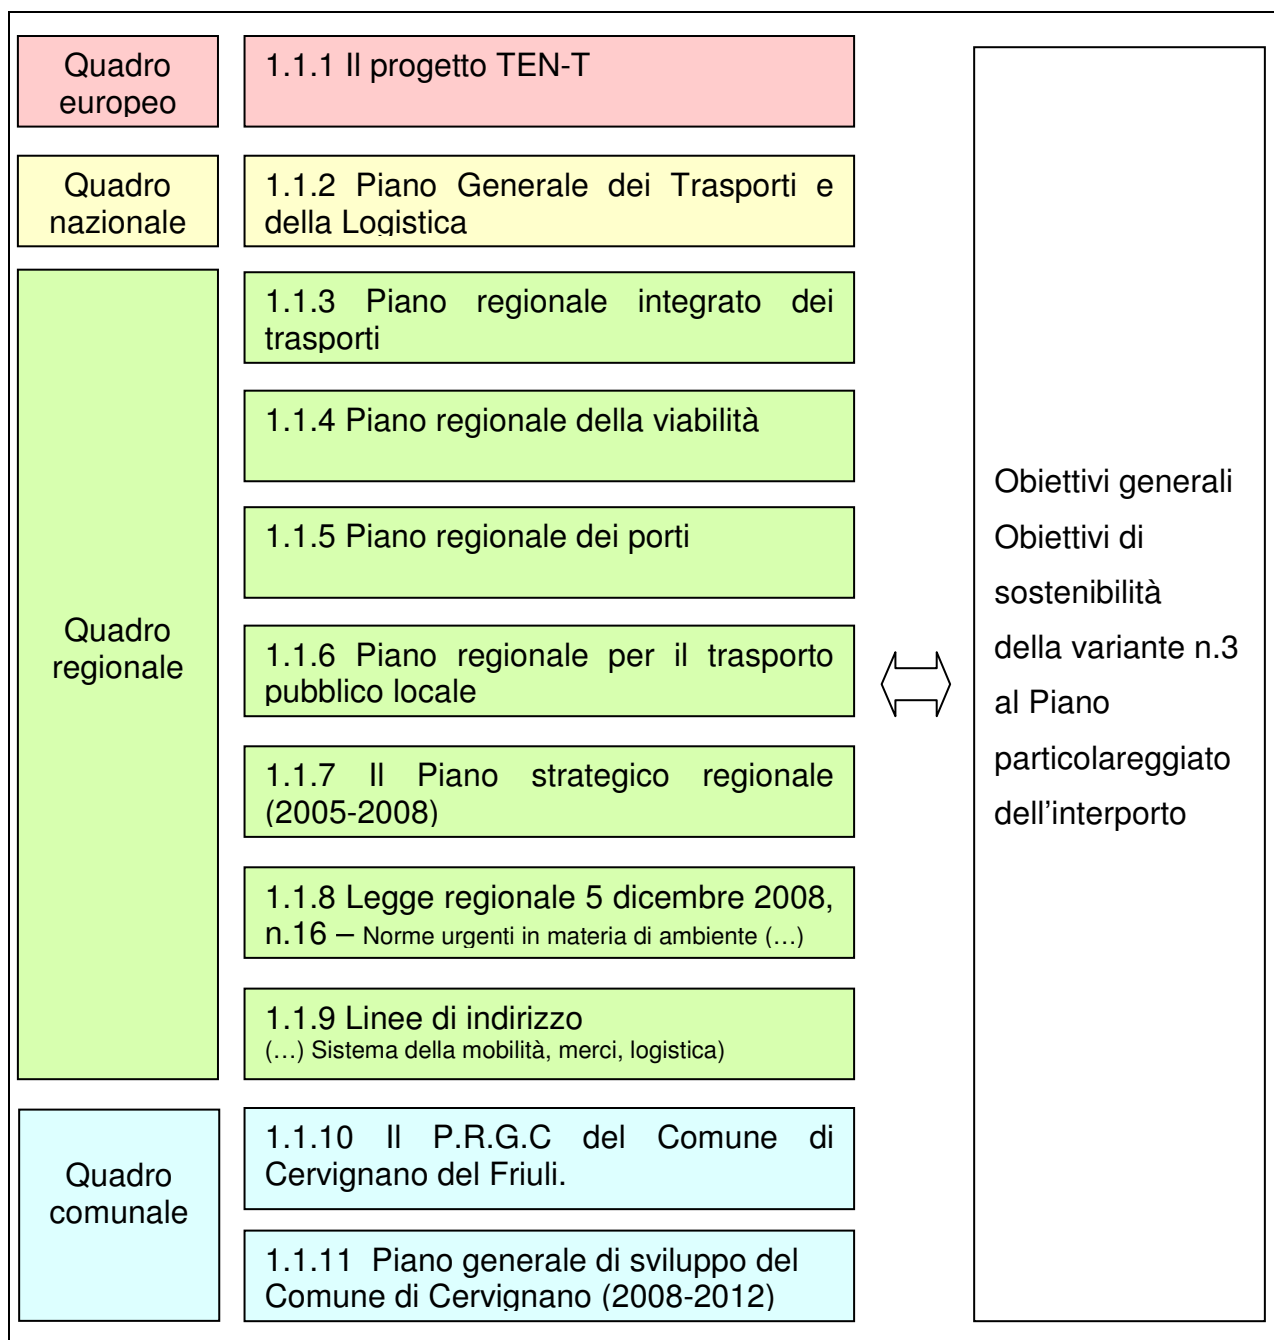 Quadro
europeo
1.1.1 Il progetto TEN-T
Quadro
nazionale
1.1.2 Piano Generale dei Trasporti e
della Logistica
Quadro
regionale
1.1.3 Piano regionale integrato dei
trasporti
1.1.4 Piano regionale della viabilità
1.1.5 Piano regionale dei porti
1.1.6 Piano regionale per il trasporto
pubblico locale
1.1.7 Il Piano strategico regionale
(2005-2008)
1.1.8 Legge regionale 5 dicembre 2008,
n.16 – Norme urgenti in materia di ambiente (…)
1.1.9 Linee di indirizzo
(…) Sistema della mobilità, merci, logistica)
Quadro
comunale
1.1.10 Il P.R.G.C del Comune di
Cervignano del Friuli.
1.1.11 Piano generale di sviluppo del
Comune di Cervignano (2008-2012)
Obiettivi generali
Obiettivi di
sostenibilità
della variante n.3
al Piano
particolareggiato
dell’interporto